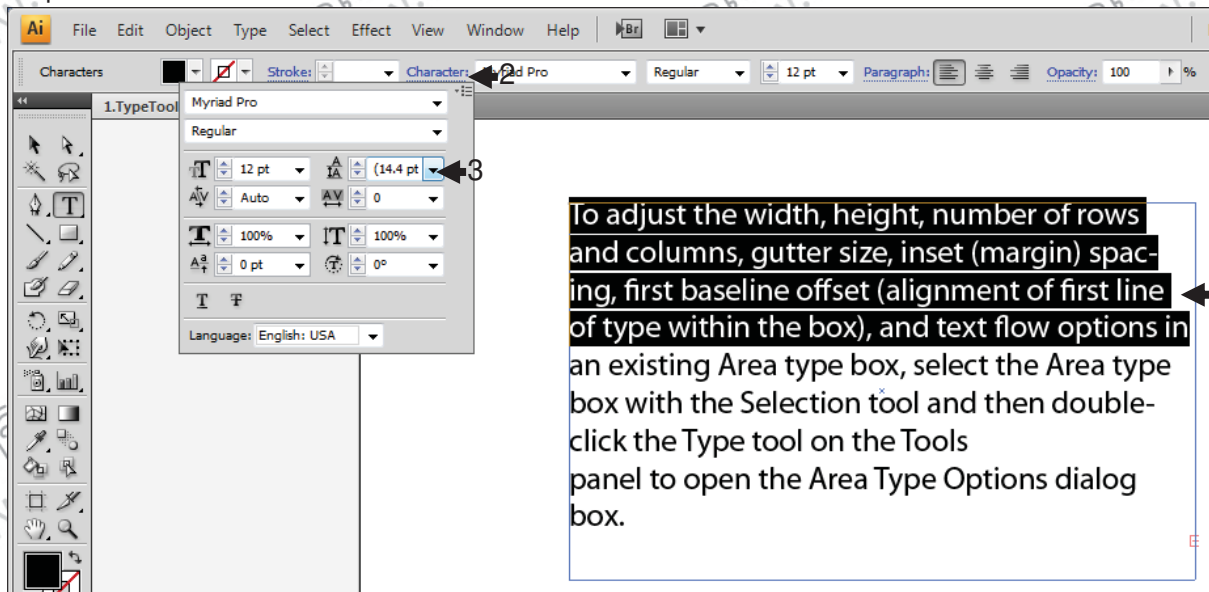 Ai File Edit Object Type Select Effect View Window Help Br
Characters Stroke: Character: 2 Myriad Pro Regular 12 pt Paragraph: Opacity: 100 %
1.TypeTool
Myriad Pro
Regular
12 pt (14.4 pt 3
Auto 0
100% 100%
0 pt 0°
Language: English: USA
To adjust the width, height, number of rows
and columns, gutter size, inset (margin) spac-
ing, first baseline offset (alignment of first line
of type within the box), and text flow options in
an existing Area type box, select the Area type
box with the Selection tool and then double-
click the Type tool on the Tools
panel to open the Area Type Options dialog
box.